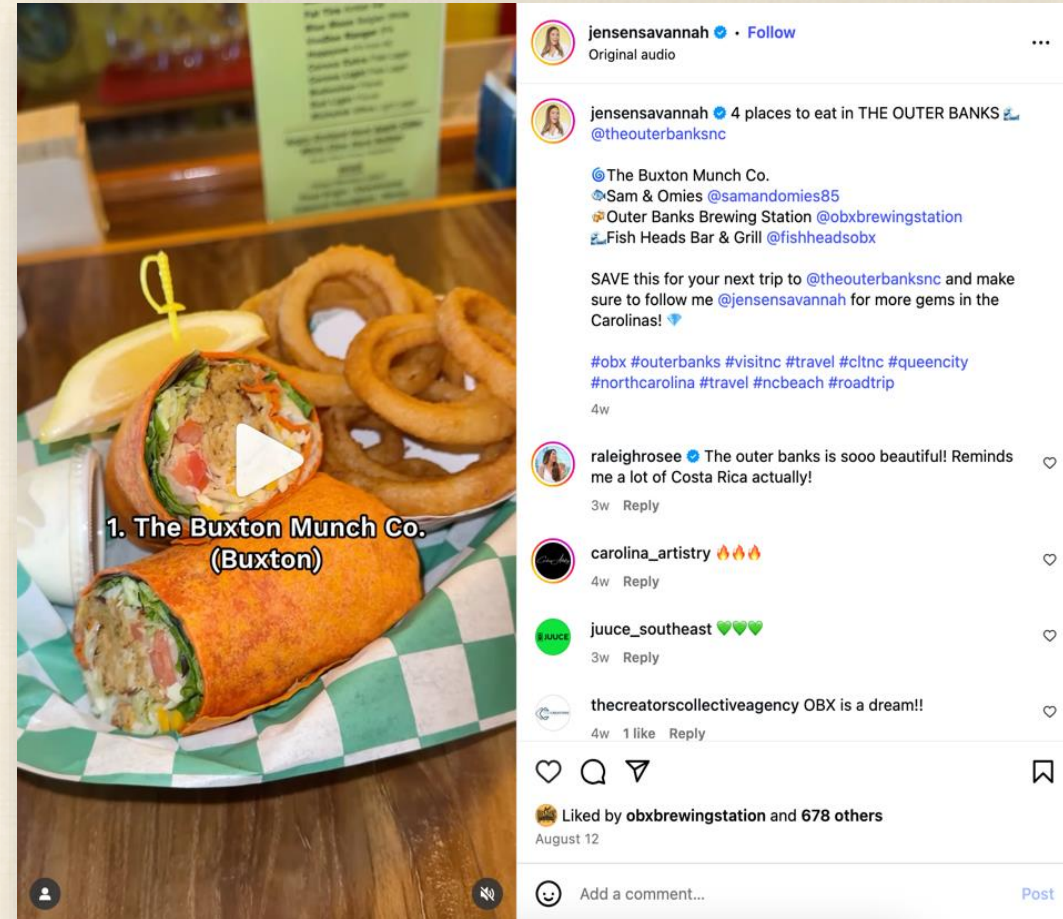 1. The Buxton Munch Co.
(Buxton)
jensensavannah • Follow
Original audio
jensensavannah 4 places to eat in THE OUTER BANKS 🌊
@theouterbanksnc
🌀The Buxton Munch Co.
🐟Sam & Omies @samandomies85
🍻Outer Banks Brewing Station @obxbrewingstation
🌊Fish Heads Bar & Grill @fishheadsobx
SAVE this for your next trip to @theouterbanksnc and make
sure to follow me @jensensavannah for more gems in the
Carolinas! 💎
#obx #outerbanks #visitnc #travel #cltnc #queencity
#northcarolina #travel #ncbeach #roadtrip
4w
raleighrosee The outer banks is sooo beautiful! Reminds
me a lot of Costa Rica actually!
3w Reply
carolina_artistry 🔥🔥🔥
4w Reply
JUUCE
juuce_southeast 💚💚💚
3w Reply
thecreatorscollectiveagency OBX is a dream!!
4w 1 like Reply
Liked by obxbrewingstation and 678 others
August 12
Add a comment...
Post